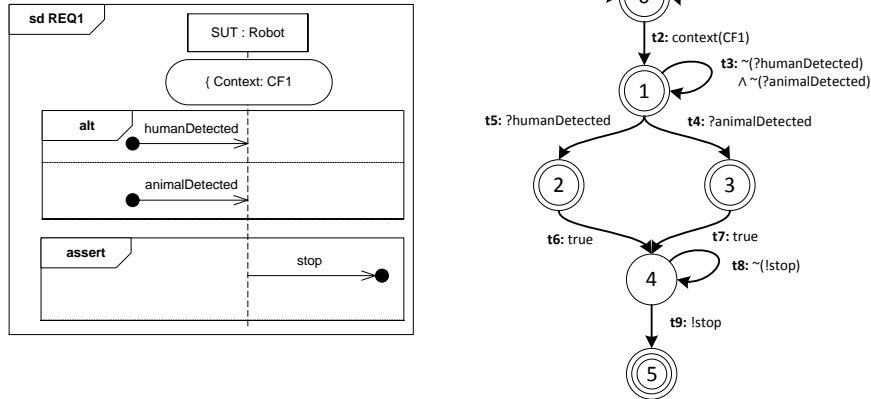 sd REQ1
SUT : Robot
{ Context: CF1
alt
humanDetected
animalDetected
assert
stop
t2: context(CF1)
t3: ~(?humanDetected)
∧ ~(?animalDetected)
1
t5: ?humanDetected
t4: ?animalDetected
2
3
t6: true
t7: true
4
t8: ~(!stop)
t9: !stop
5